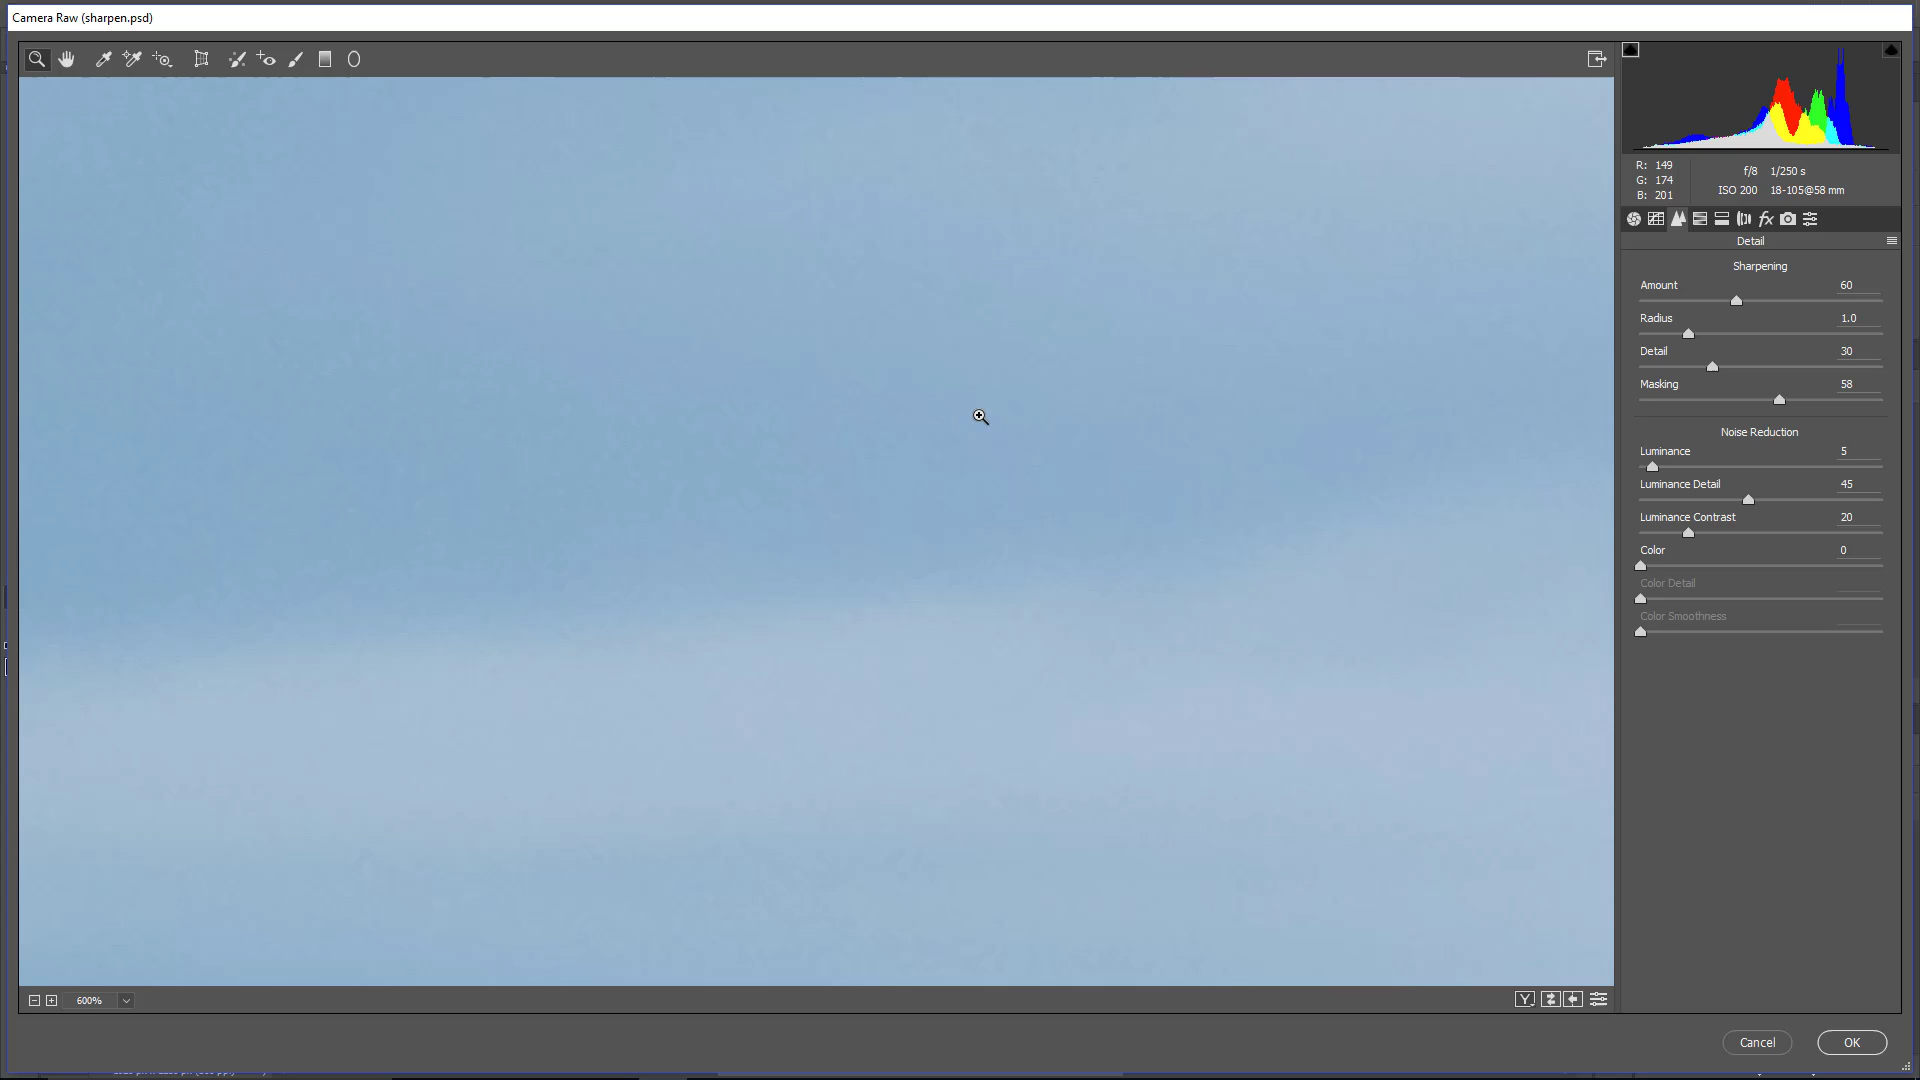 Camera Raw (sharpen.psd)
R: 149
G: 174
B: 201
f/8 1/250 s
ISO 200 18-105@58 mm
fx
Detail
Sharpening
Amount 60
Radius 1.0
Detail 30
Masking 58
Noise Reduction
Luminance 5
Luminance Detail 45
Luminance Contrast 20
Color 0
Color Detail
Color Smoothness
600%
Y
Cancel OK